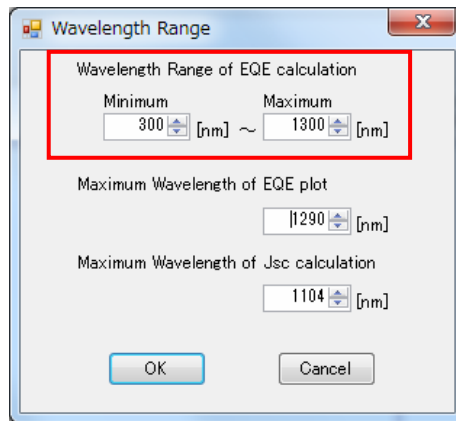 Wavelength Range
Wavelength Range of EQE calculation
Minimum Maximum
300 [nm] ～ 1300 [nm]
Maximum Wavelength of EQE plot
1290 [nm]
Maximum Wavelength of Jsc calculation
1104 [nm]
OK Cancel